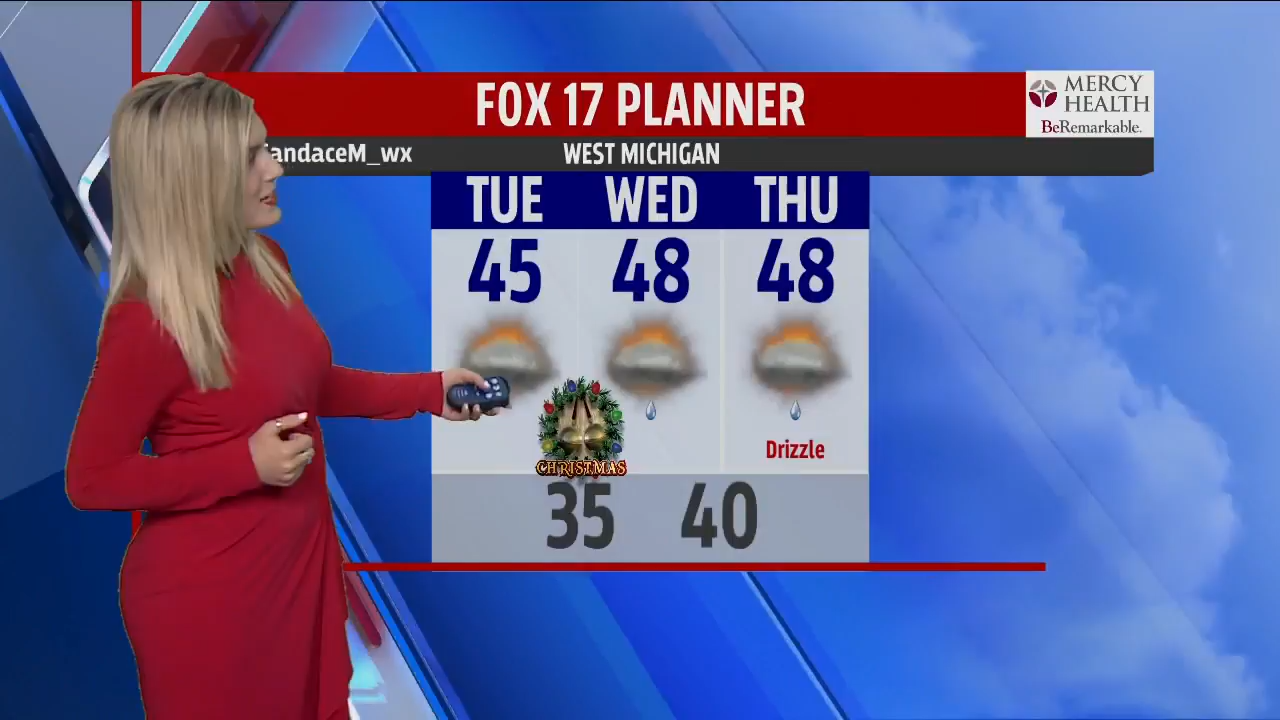 FOX 17 PLANNER
MERCY
HEALTH
BeRemarkable.
andaceM_wx
WEST MICHIGAN
TUE WED THU
45 48 48
Drizzle
CHRISTMAS
35 40